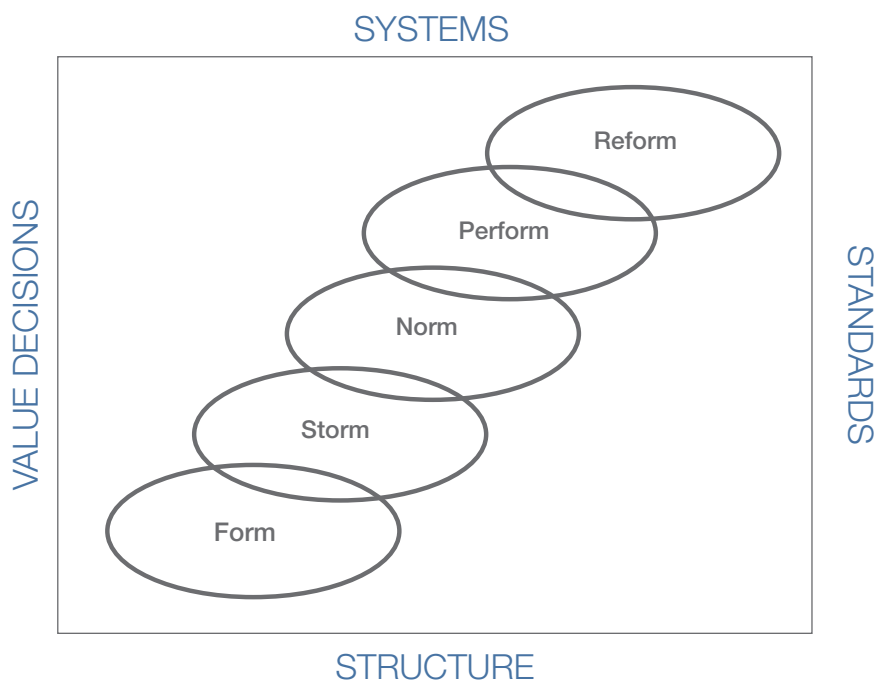 SYSTEMS
Reform
Perform
Norm
Storm
Form
VALUE DECISIONS
STANDARDS
STRUCTURE